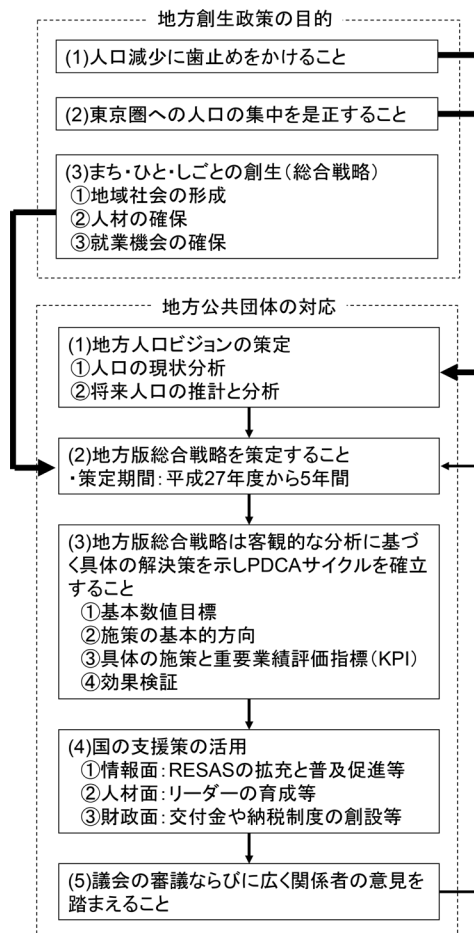 地方創生政策の目的
(1)人口減少に歯止めをかけること
(2)東京圏への人口の集中を是正すること
(3)まち・ひと・しごとの創生(総合戦略)
①地域社会の形成
②人材の確保
③就業機会の確保
地方公共団体の対応
(1)地方人口ビジョンの策定
①人口の現状分析
②将来人口の推計と分析
(2)地方版総合戦略を策定すること
・策定期間:平成27年度から5年間
(3)地方版総合戦略は客観的な分析に基づ
く具体の解決策を示しPDCAサイクルを確立
すること
①基本数値目標
②施策の基本的方向
③具体の施策と重要業績評価指標(KPI)
④効果検証
(4)国の支援策の活用
①情報面:RESASの拡充と普及促進等
②人材面:リーダーの育成等
③財政面:交付金や納税制度の創設等
(5)議会の審議ならびに広く関係者の意見を
踏まえること